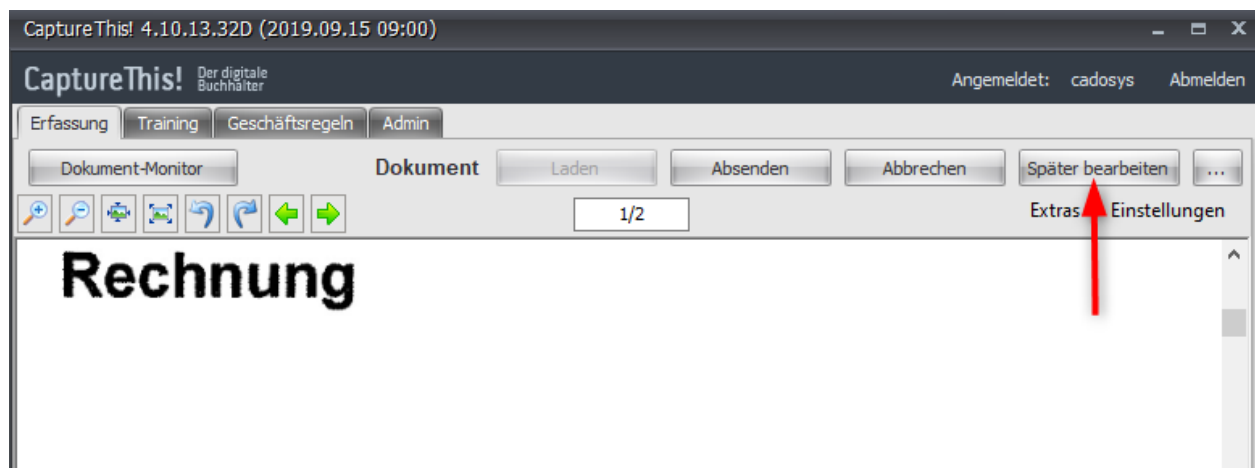 CaptureThis! 4.10.13.32D (2019.09.15 09:00)
CaptureThis! Der digitale Buchhalter Angemeldet: cadosys Abmelden
Erfassung Training Geschäftsregeln Admin
Dokument-Monitor Dokument Laden Absenden Abbrechen Später bearbeiten ...
1/2 Extras Einstellungen
Rechnung